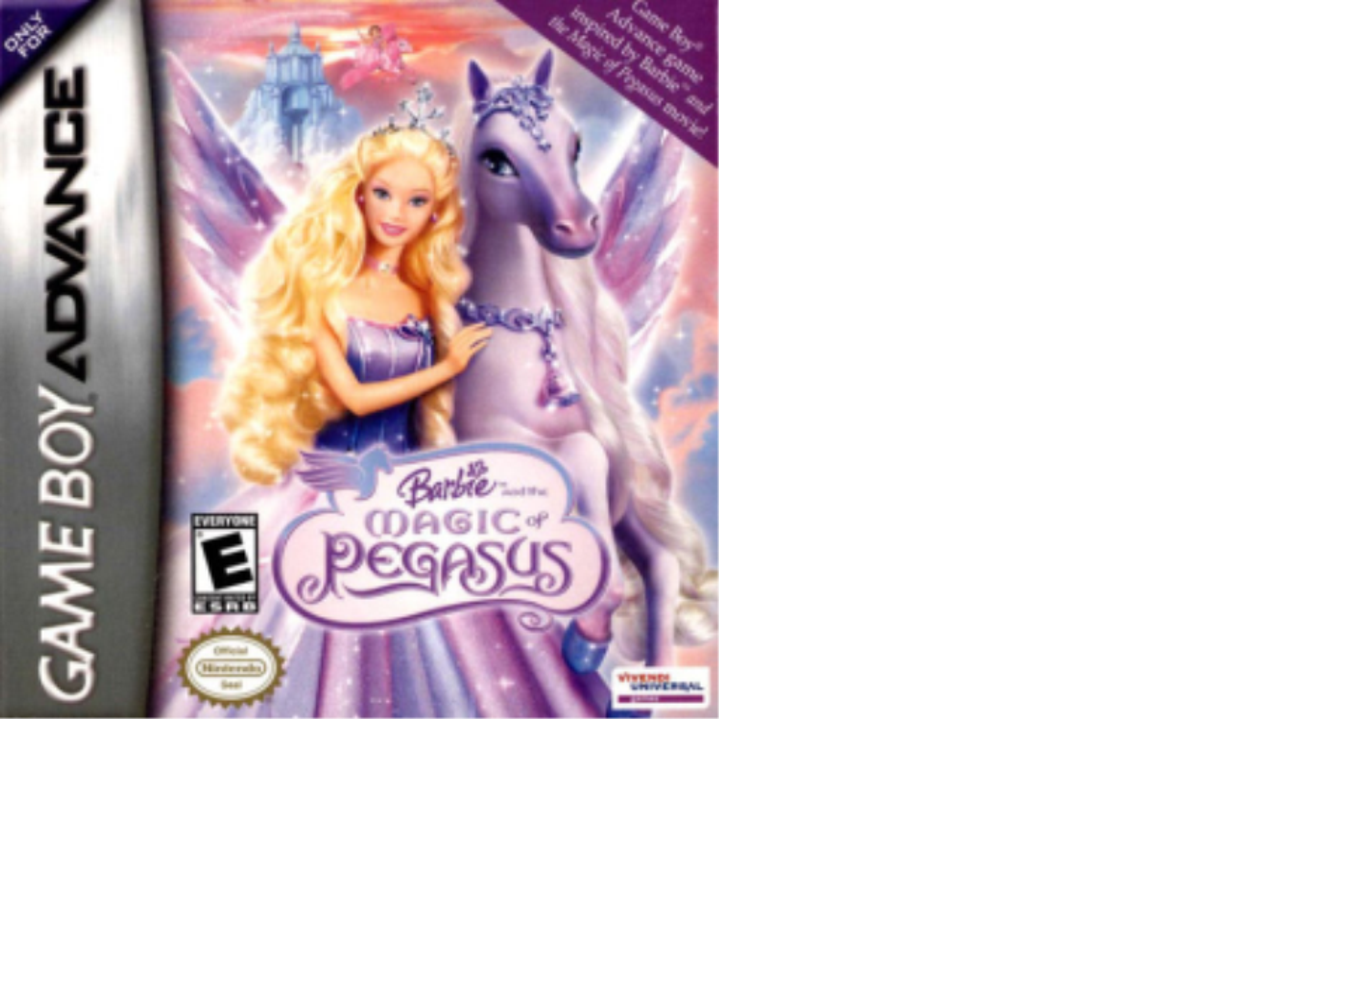 ONLY
FOR
GAME BOY ADVANCE
Game Boy®
Advance game
inspired by Barbie™ and
the Magic of Pegasus movie!
Barbie™ and the
MAGIC of
PEGASUS
EVERYONE
E
CONTENT RATED BY
ESRB
Official
Nintendo
Seal
VIVENDI
UNIVERSAL
games